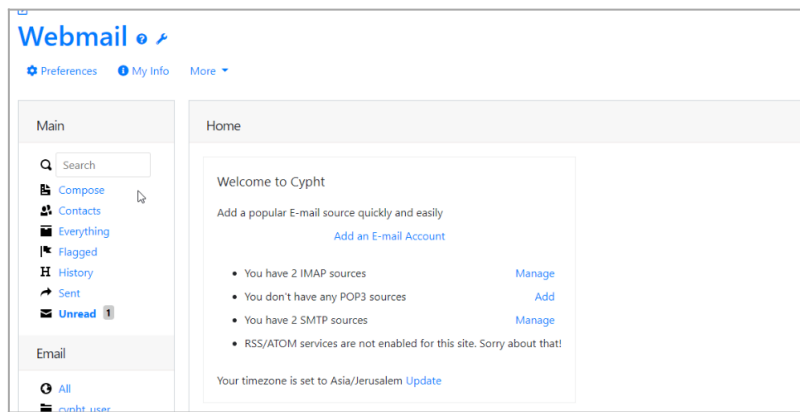 Webmail
Preferences My Info More
Main
Search
Compose
Contacts
Everything
Flagged
History
Sent
Unread 1
Email
All
cypht_user
Home
Welcome to Cypht
Add a popular E-mail source quickly and easily
Add an E-mail Account
You have 2 IMAP sources Manage
You don't have any POP3 sources Add
You have 2 SMTP sources Manage
RSS/ATOM services are not enabled for this site. Sorry about that!
Your timezone is set to Asia/Jerusalem Update